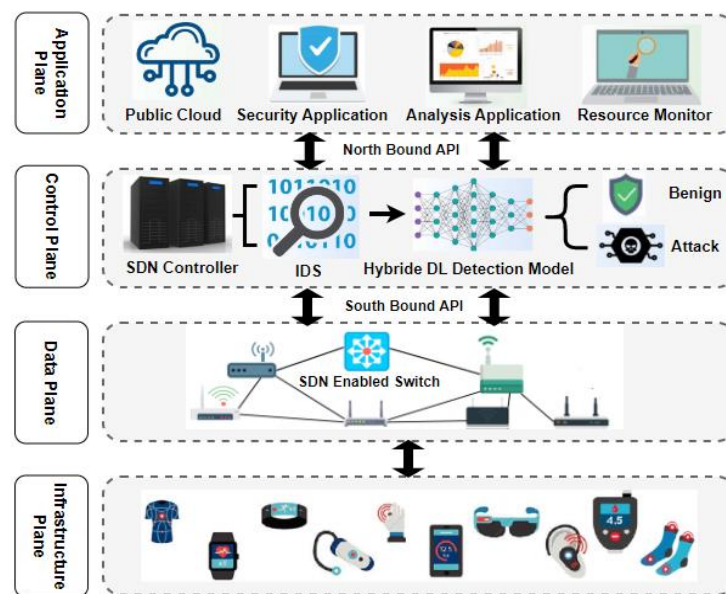 Application
Plane
Public Cloud
Security Application
Analysis Application
Resource Monitor
North Bound API
Control Plane
1011010
SDN Controller
IDS
Hybride DL Detection Model
Benign
Attack
South Bound API
Data Plane
SDN Enabled Switch
Infrastructure
Plane
4.5